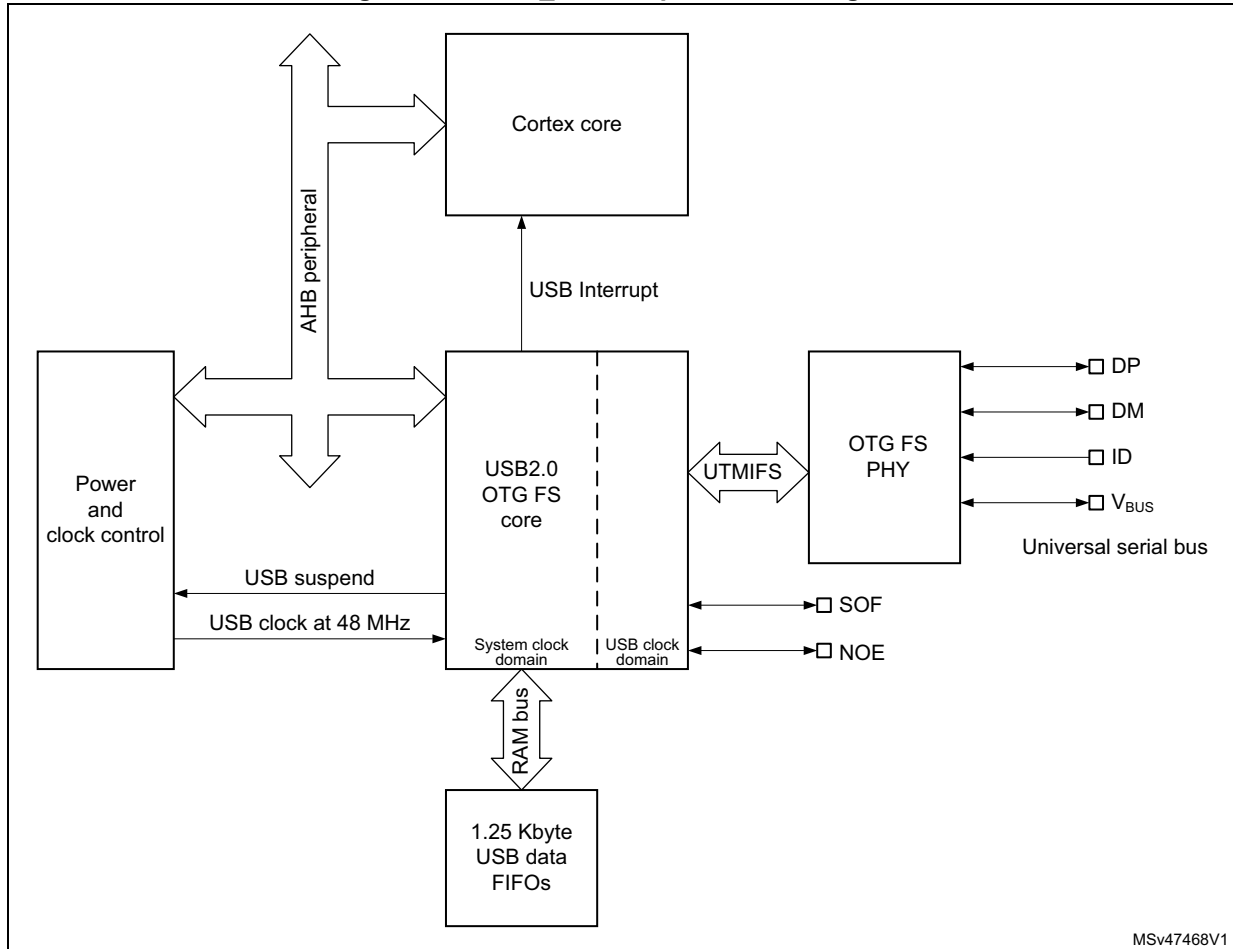 Cortex core
AHB peripheral
USB Interrupt
Power
and
clock control
USB2.0
OTG FS
core
UTMIFS
OTG FS
PHY
DP
DM
ID
VBUS
Universal serial bus
USB suspend
USB clock at 48 MHz
System clock
domain
USB clock
domain
SOF
NOE
RAM bus
1.25 Kbyte
USB data
FIFOs
MSv47468V1